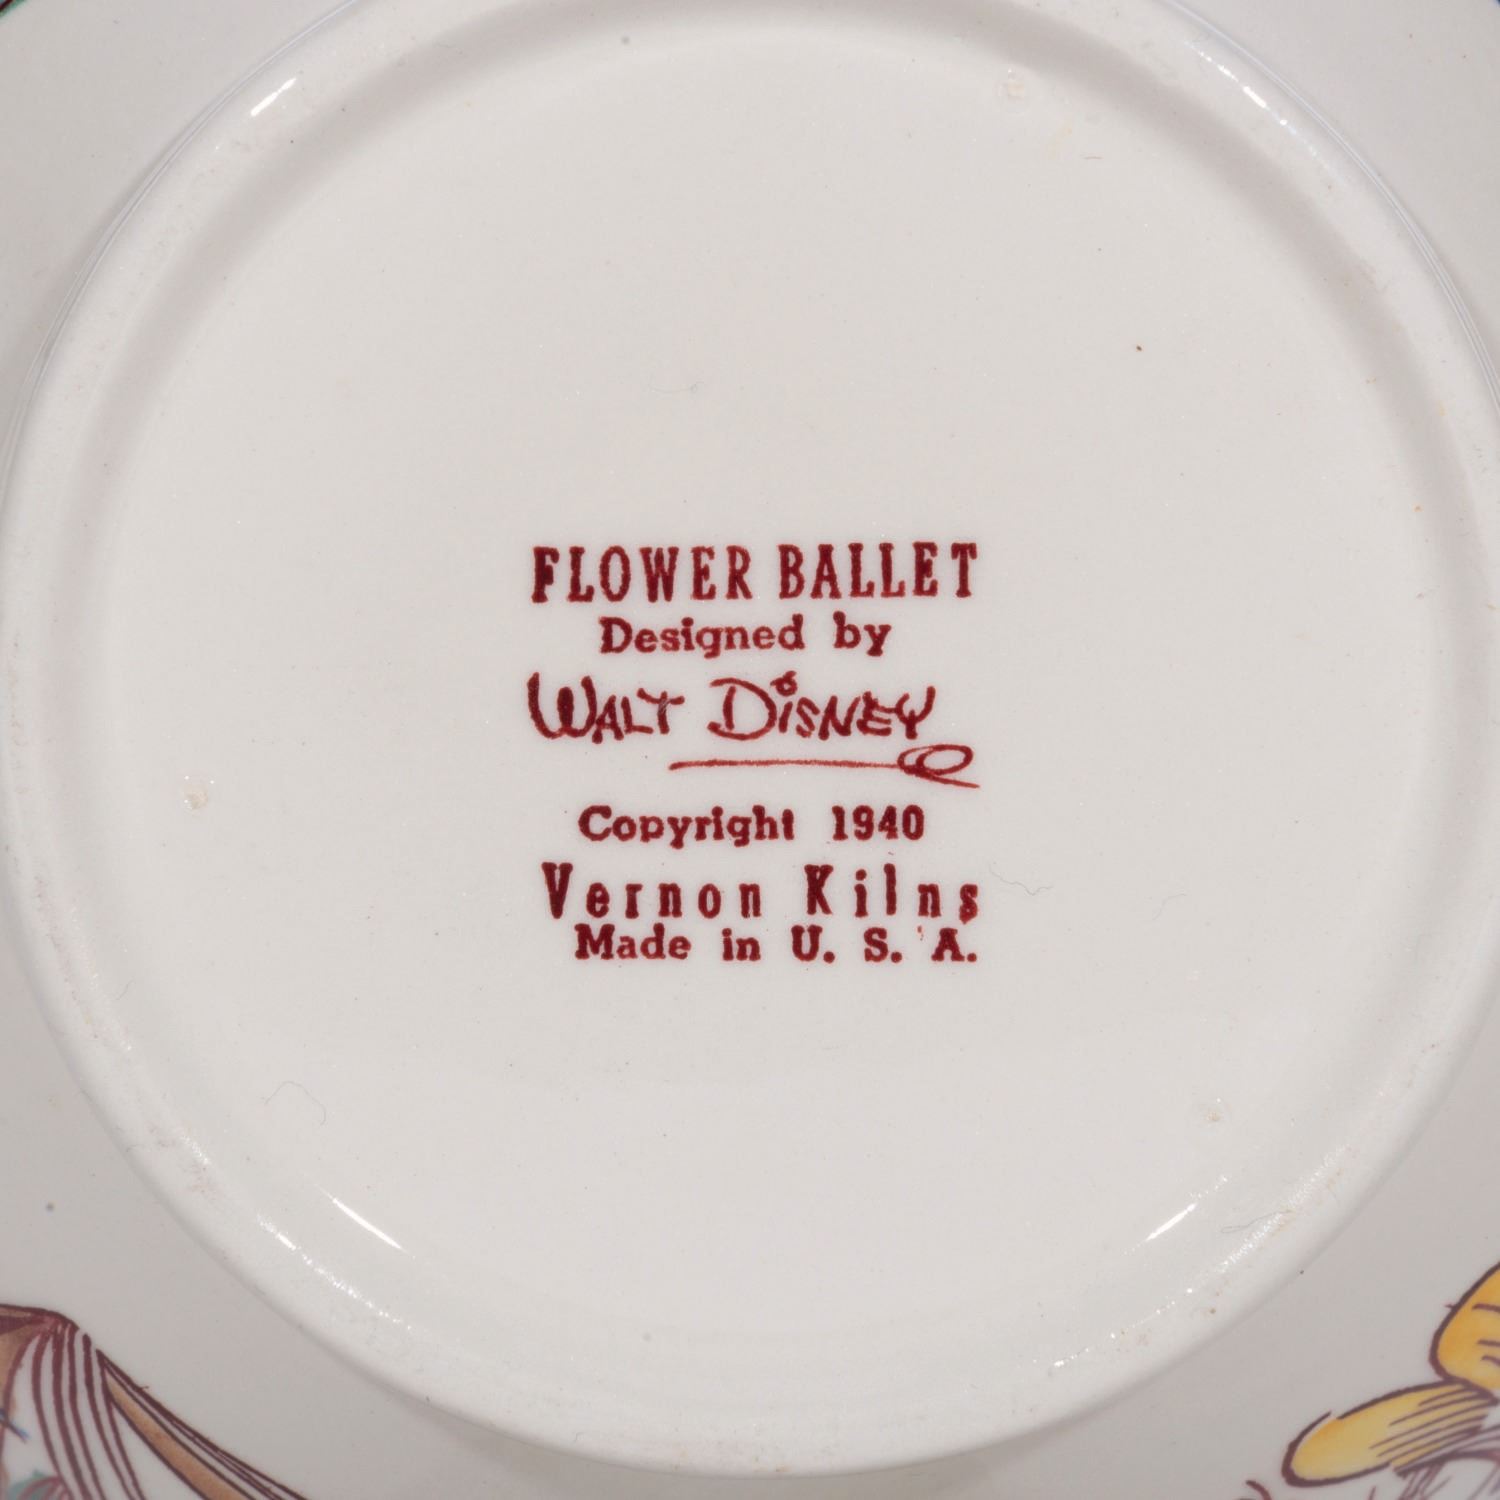 FLOWER BALLET
Designed by
WALT DISNEY
Copyright 1940
Vernon Kilns
Made in U. S. A.